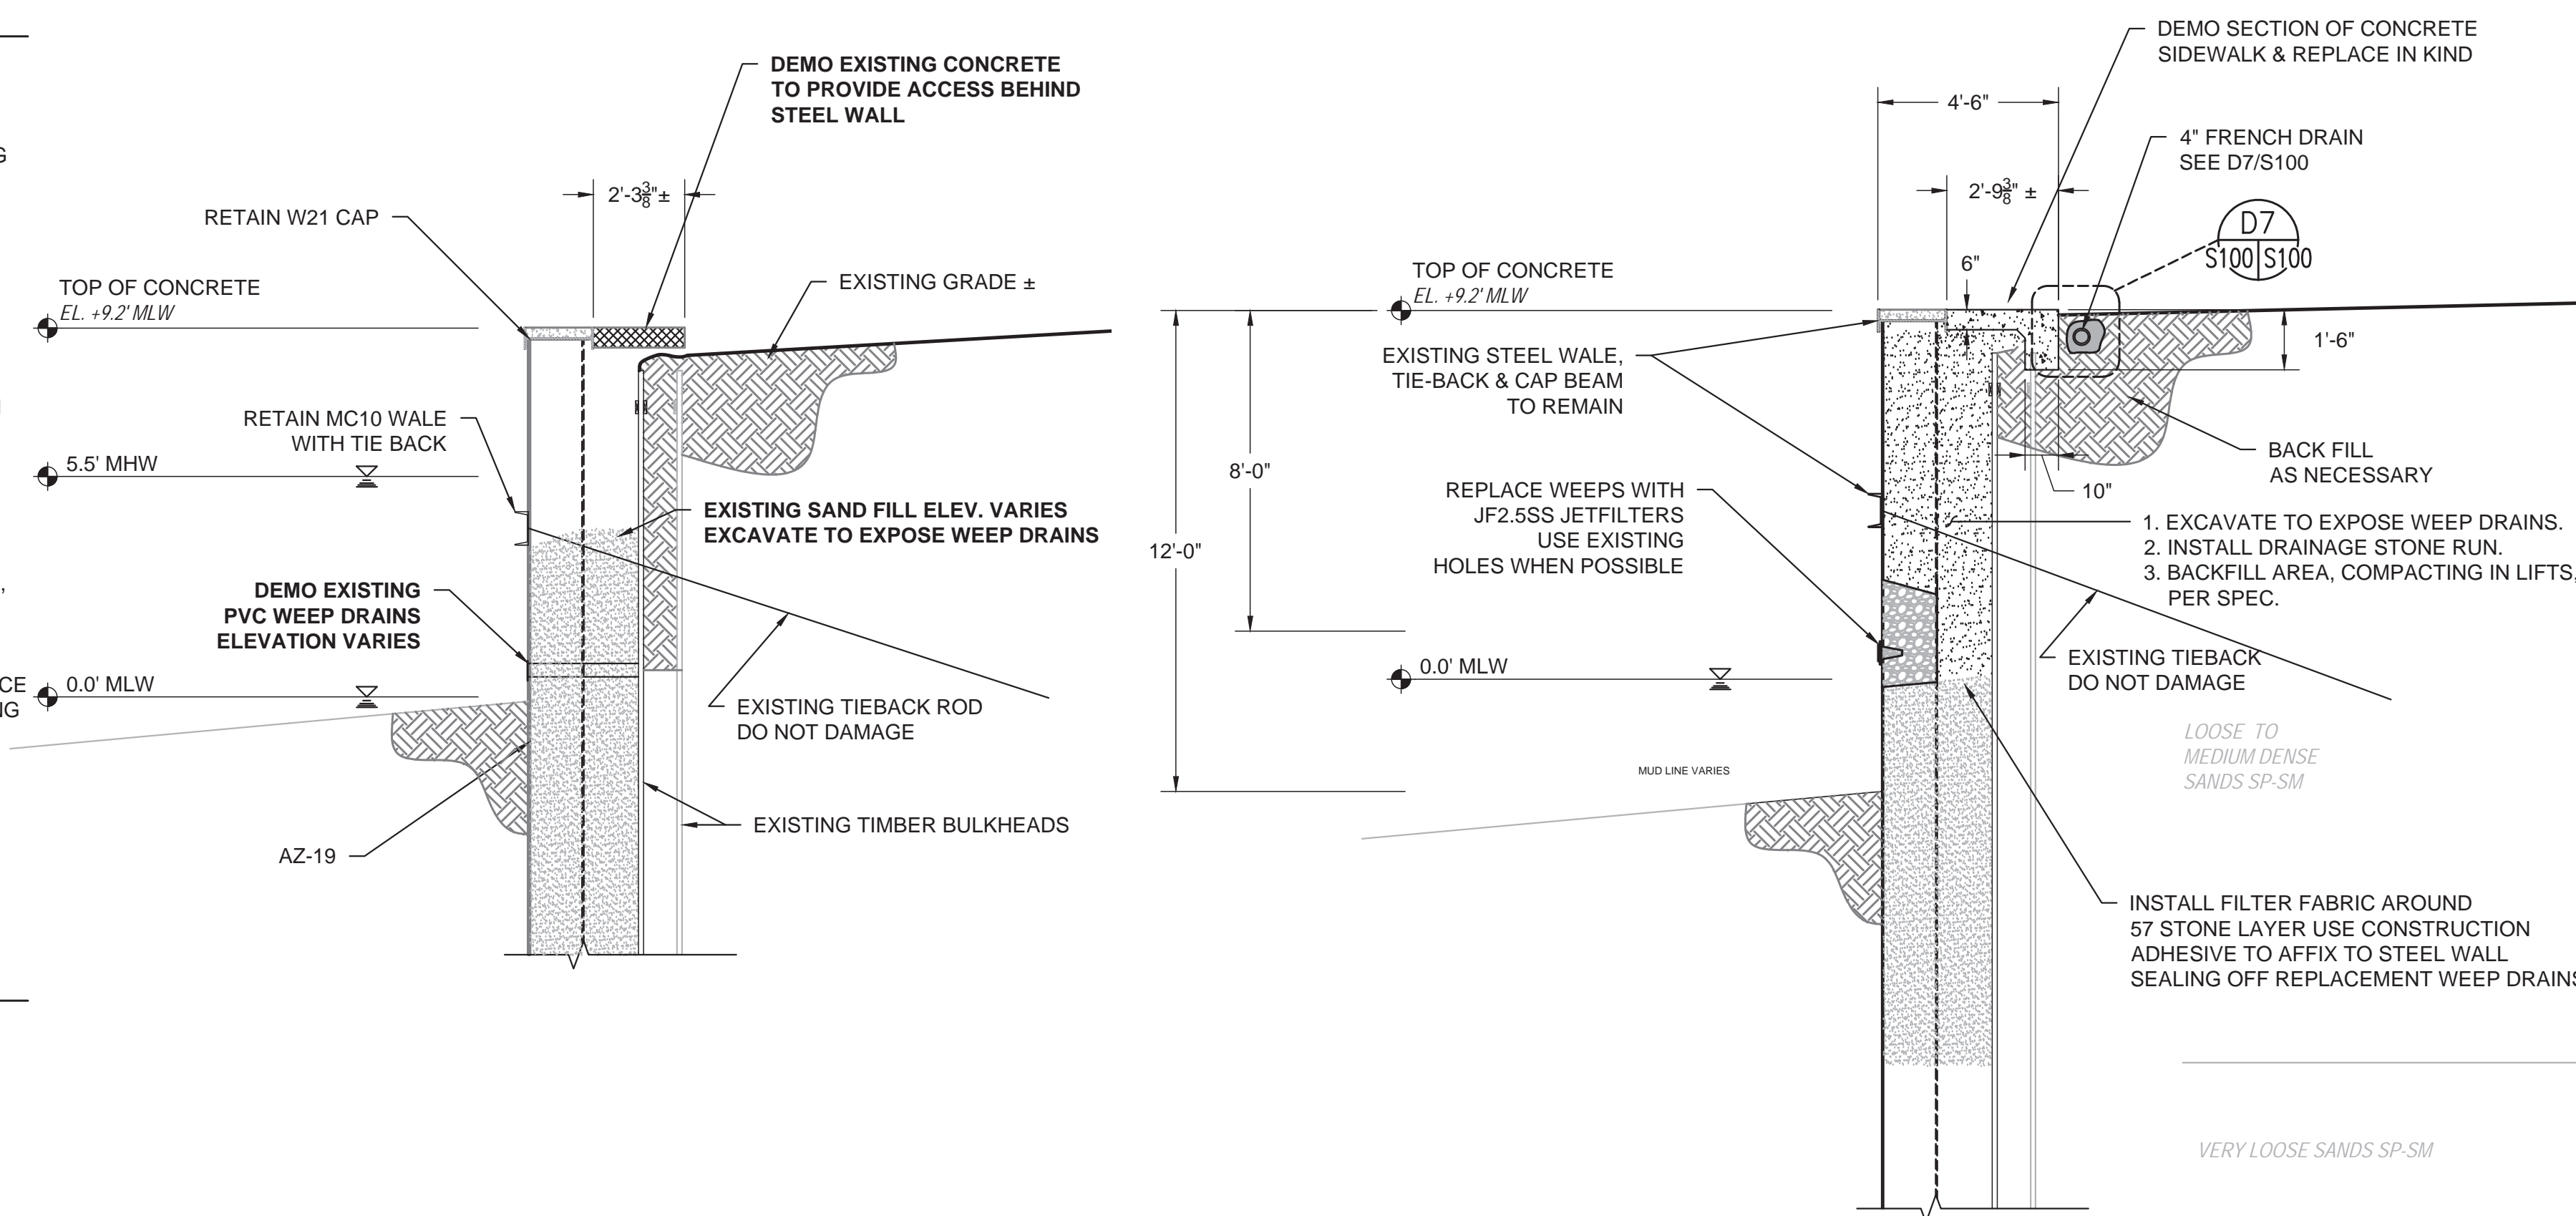 DEMO EXISTING CONCRETE
TO PROVIDE ACCESS BEHIND
STEEL WALL
2'-3 3/8"±
RETAIN W21 CAP
TOP OF CONCRETE
EL. +9.2' MLW
EXISTING GRADE ±
RETAIN MC10 WALE
WITH TIE BACK
5.5' MHW
EXISTING SAND FILL ELEV. VARIES
EXCAVATE TO EXPOSE WEEP DRAINS
DEMO EXISTING
PVC WEEP DRAINS
ELEVATION VARIES
0.0' MLW
EXISTING TIEBACK ROD
DO NOT DAMAGE
EXISTING TIMBER BULKHEADS
AZ-19
G
,
CE
NG
DEMO SECTION OF CONCRETE
SIDEWALK & REPLACE IN KIND
4'-6"
4" FRENCH DRAIN
SEE D7/S100
2'-9 3/8" ±
D7
S100 S100
6"
TOP OF CONCRETE
EL. +9.2' MLW
1'-6"
EXISTING STEEL WALE,
TIE-BACK & CAP BEAM
TO REMAIN
8'-0"
BACK FILL
AS NECESSARY
10"
REPLACE WEEPS WITH
JF2.5SS JETFILTERS
USE EXISTING
HOLES WHEN POSSIBLE
12'-0"
1. EXCAVATE TO EXPOSE WEEP DRAINS.
2. INSTALL DRAINAGE STONE RUN.
3. BACKFILL AREA, COMPACTING IN LIFTS,
PER SPEC.
0.0' MLW
EXISTING TIEBACK
DO NOT DAMAGE
LOOSE TO
MEDIUM DENSE
SANDS SP-SM
MUD LINE VARIES
INSTALL FILTER FABRIC AROUND
57 STONE LAYER USE CONSTRUCTION
ADHESIVE TO AFFIX TO STEEL WALL
SEALING OFF REPLACEMENT WEEP DRAINS
VERY LOOSE SANDS SP-SM